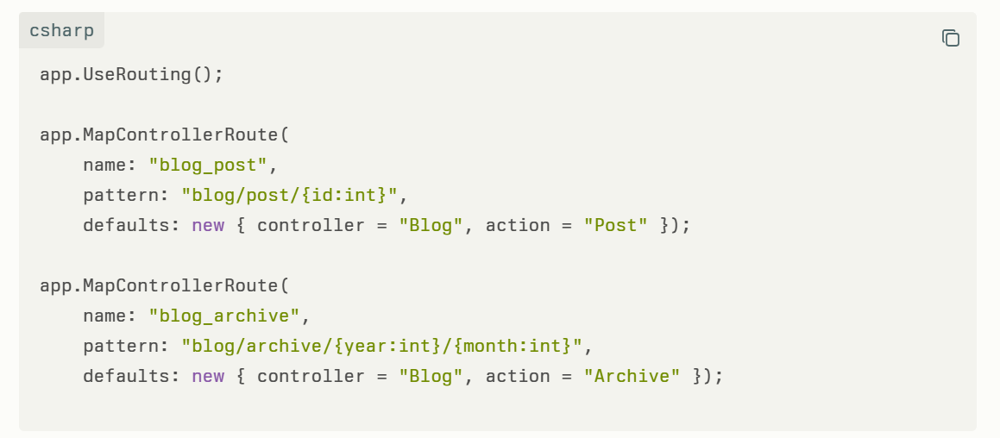 csharp
app.UseRouting();
app.MapControllerRoute(
    name: "blog_post",
    pattern: "blog/post/{id:int}",
    defaults: new { controller = "Blog", action = "Post" });
app.MapControllerRoute(
    name: "blog_archive",
    pattern: "blog/archive/{year:int}/{month:int}",
    defaults: new { controller = "Blog", action = "Archive" });